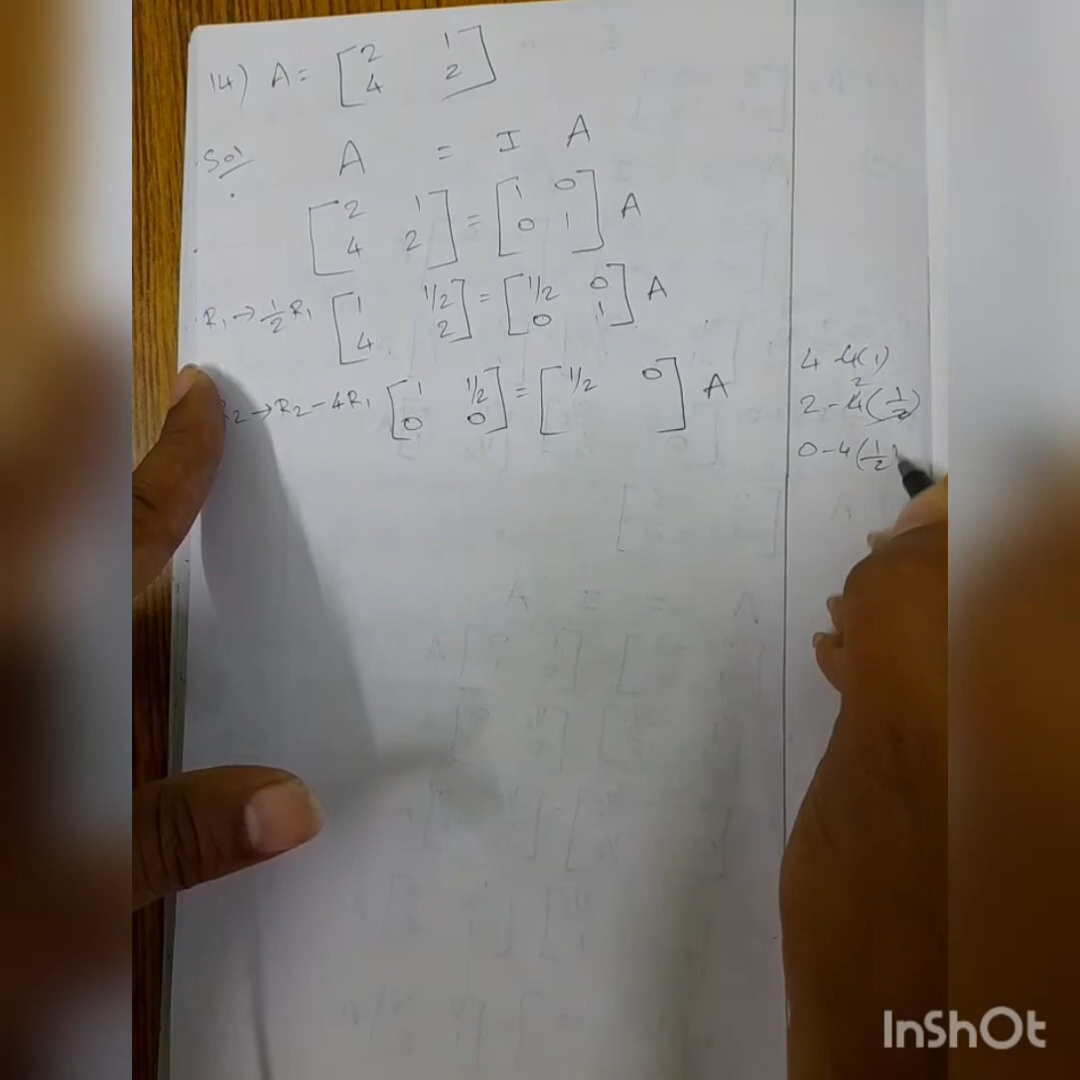 14) A = [2 1
4 2]
Sol A = I A
[2 1
4 2] = [1 0
0 1] A
R₁→½R₁ [1 1/2
4 2] = [1/2 0
0 1] A
R₂→R₂-4R₁ [1 1/2
0 0] = [1/2 0
] A
4-4(1)
2-4(1/2)
2
0-4(1/2)
InShOt